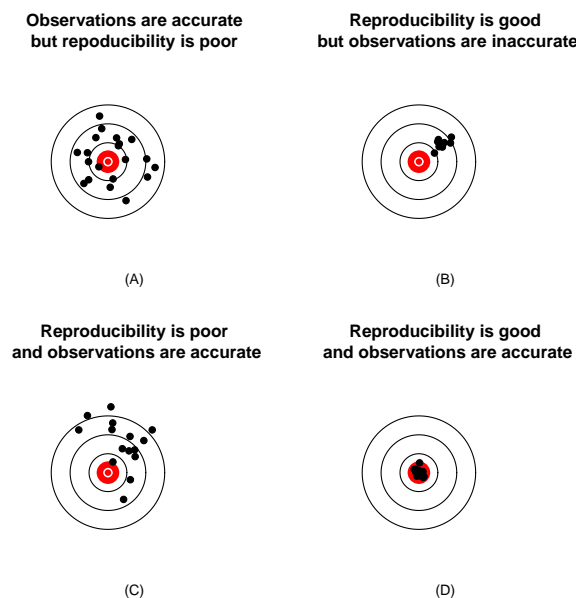 Observations are accurate
but repoducibility is poor
Reproducibility is good
but observations are inaccurate
(A)
(B)
Reproducibility is poor
and observations are accurate
Reproducibility is good
and observations are accurate
(C)
(D)